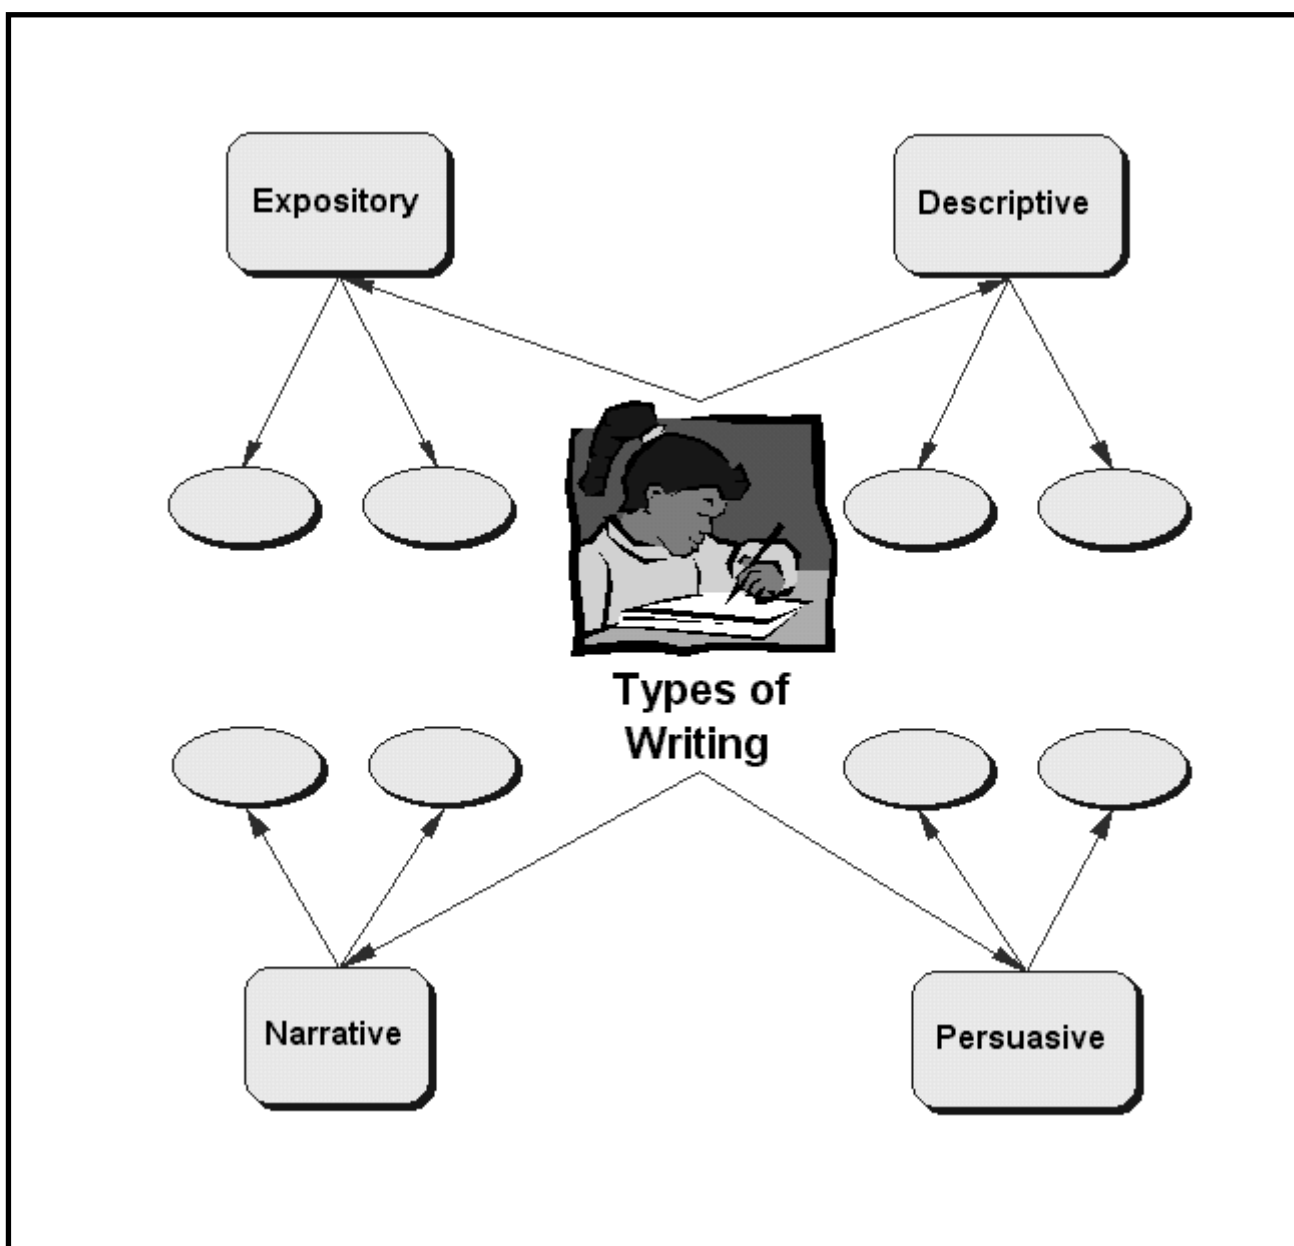 Expository
Descriptive
Types of
Writing
Narrative
Persuasive